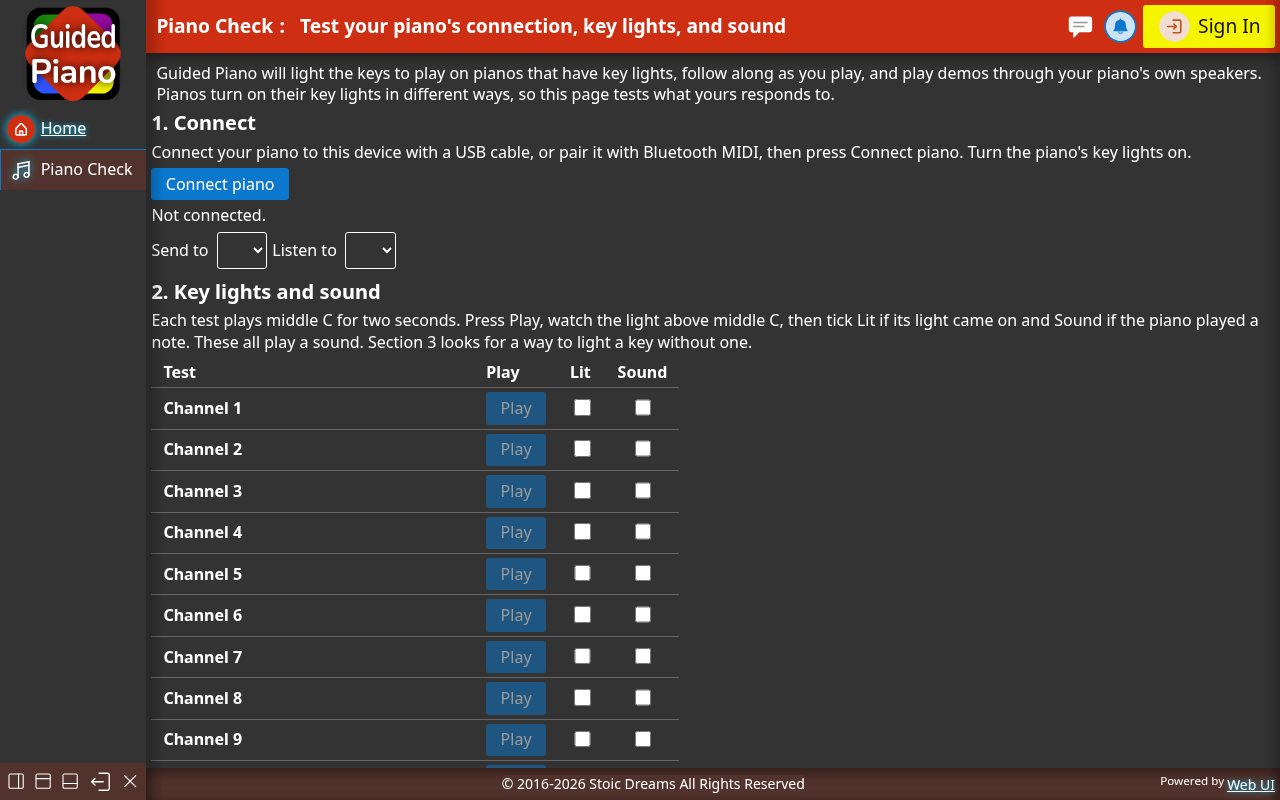 Guided
Piano
Home
Piano Check
Piano Check : Test your piano's connection, key lights, and sound
Sign In
Guided Piano will light the keys to play on pianos that have key lights, follow along as you play, and play demos through your piano's own speakers.
Pianos turn on their key lights in different ways, so this page tests what yours responds to.
1. Connect
Connect your piano to this device with a USB cable, or pair it with Bluetooth MIDI, then press Connect piano. Turn the piano's key lights on.
Connect piano
Not connected.
Send to Listen to
2. Key lights and sound
Each test plays middle C for two seconds. Press Play, watch the light above middle C, then tick Lit if its light came on and Sound if the piano played a
note. These all play a sound. Section 3 looks for a way to light a key without one.
Test Play Lit Sound
Channel 1 Play
Channel 2 Play
Channel 3 Play
Channel 4 Play
Channel 5 Play
Channel 6 Play
Channel 7 Play
Channel 8 Play
Channel 9 Play
© 2016-2026 Stoic Dreams All Rights Reserved
Powered by Web UI